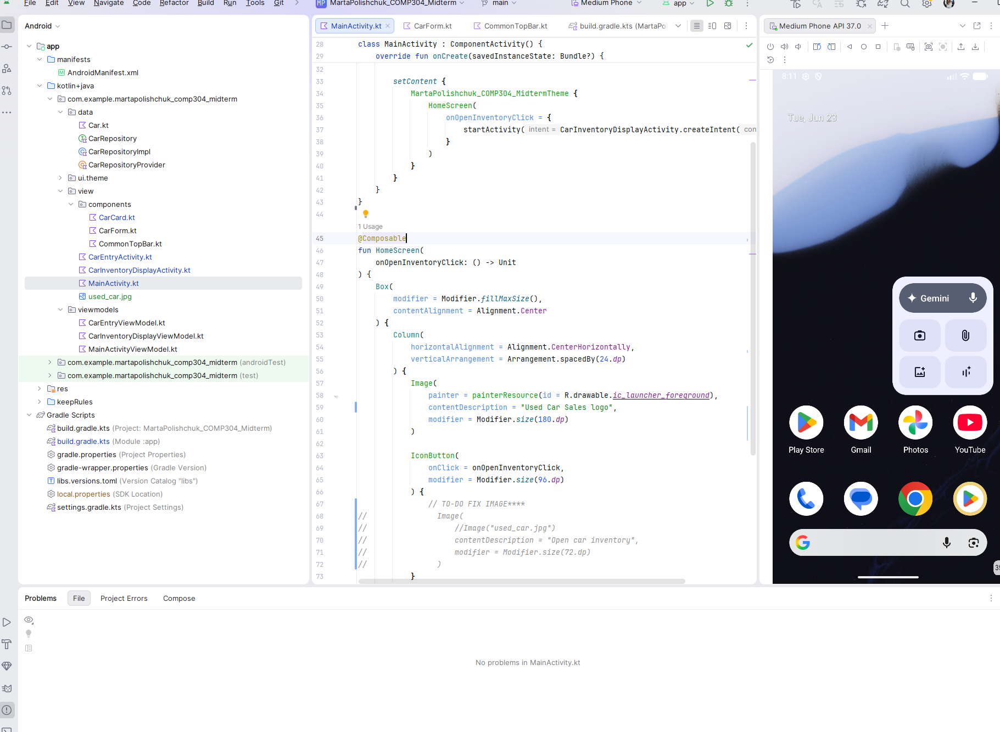 File Edit View Navigate Code Refactor Build Run Tools Git MP MartaPolishchuk_COMP304_Midterm main Medium Phone app
Android
app
manifests
AndroidManifest.xml
kotlin+java
com.example.martapolishchuk_comp304_midterm
data
Car.kt
CarRepository
CarRepositoryImpl
CarRepositoryProvider
ui.theme
view
components
CarCard.kt
CarForm.kt
CommonTopBar.kt
CarEntryActivity.kt
CarInventoryDisplayActivity.kt
MainActivity.kt
used_car.jpg
viewmodels
CarEntryViewModel.kt
CarInventoryDisplayViewModel.kt
MainActivityViewModel.kt
com.example.martapolishchuk_comp304_midterm (androidTest)
com.example.martapolishchuk_comp304_midterm (test)
res
keepRules
Gradle Scripts
build.gradle.kts (Project: MartaPolishchuk_COMP304_Midterm)
build.gradle.kts (Module :app)
gradle.properties (Project Properties)
gradle-wrapper.properties (Gradle Version)
libs.versions.toml (Version Catalog "libs")
local.properties (SDK Location)
settings.gradle.kts (Project Settings)
MainActivity.kt CarForm.kt CommonTopBar.kt build.gradle.kts (MartaPo
28 class MainActivity : ComponentActivity() {
29 override fun onCreate(savedInstanceState: Bundle?) {
32
33 setContent {
34 MartaPolishchuk_COMP304_MidtermTheme {
35 HomeScreen(
36 onOpenInventoryClick = {
37 startActivity( intent = CarInventoryDisplayActivity.createIntent( con
38 }
39 )
40 }
41 }
42 }
43 }
44
1 Usage
45 @Composable
46 fun HomeScreen(
47 onOpenInventoryClick: () -> Unit
48 ) {
49 Box(
50 modifier = Modifier.fillMaxSize(),
51 contentAlignment = Alignment.Center
52 ) {
53 Column(
54 horizontalAlignment = Alignment.CenterHorizontally,
55 verticalArrangement = Arrangement.spacedBy(24.dp)
56 ) {
57 Image(
58 painter = painterResource(id = R.drawable.ic_launcher_foreground),
59 contentDescription = "Used Car Sales logo",
60 modifier = Modifier.size(180.dp)
61 )
62
63 IconButton(
64 onClick = onOpenInventoryClick,
65 modifier = Modifier.size(96.dp)
66 ) {
67 // TO-DO FIX IMAGE****
68 // Image(
69 // //Image("used_car.jpg")
70 // contentDescription = "Open car inventory",
71 // modifier = Modifier.size(72.dp)
72 // )
73 }
Medium Phone API 37.0
8:11
Tue, Jun 23
Gemini
Play Store Gmail Photos YouTube
G
Problems File Project Errors Compose
No problems in MainActivity.kt